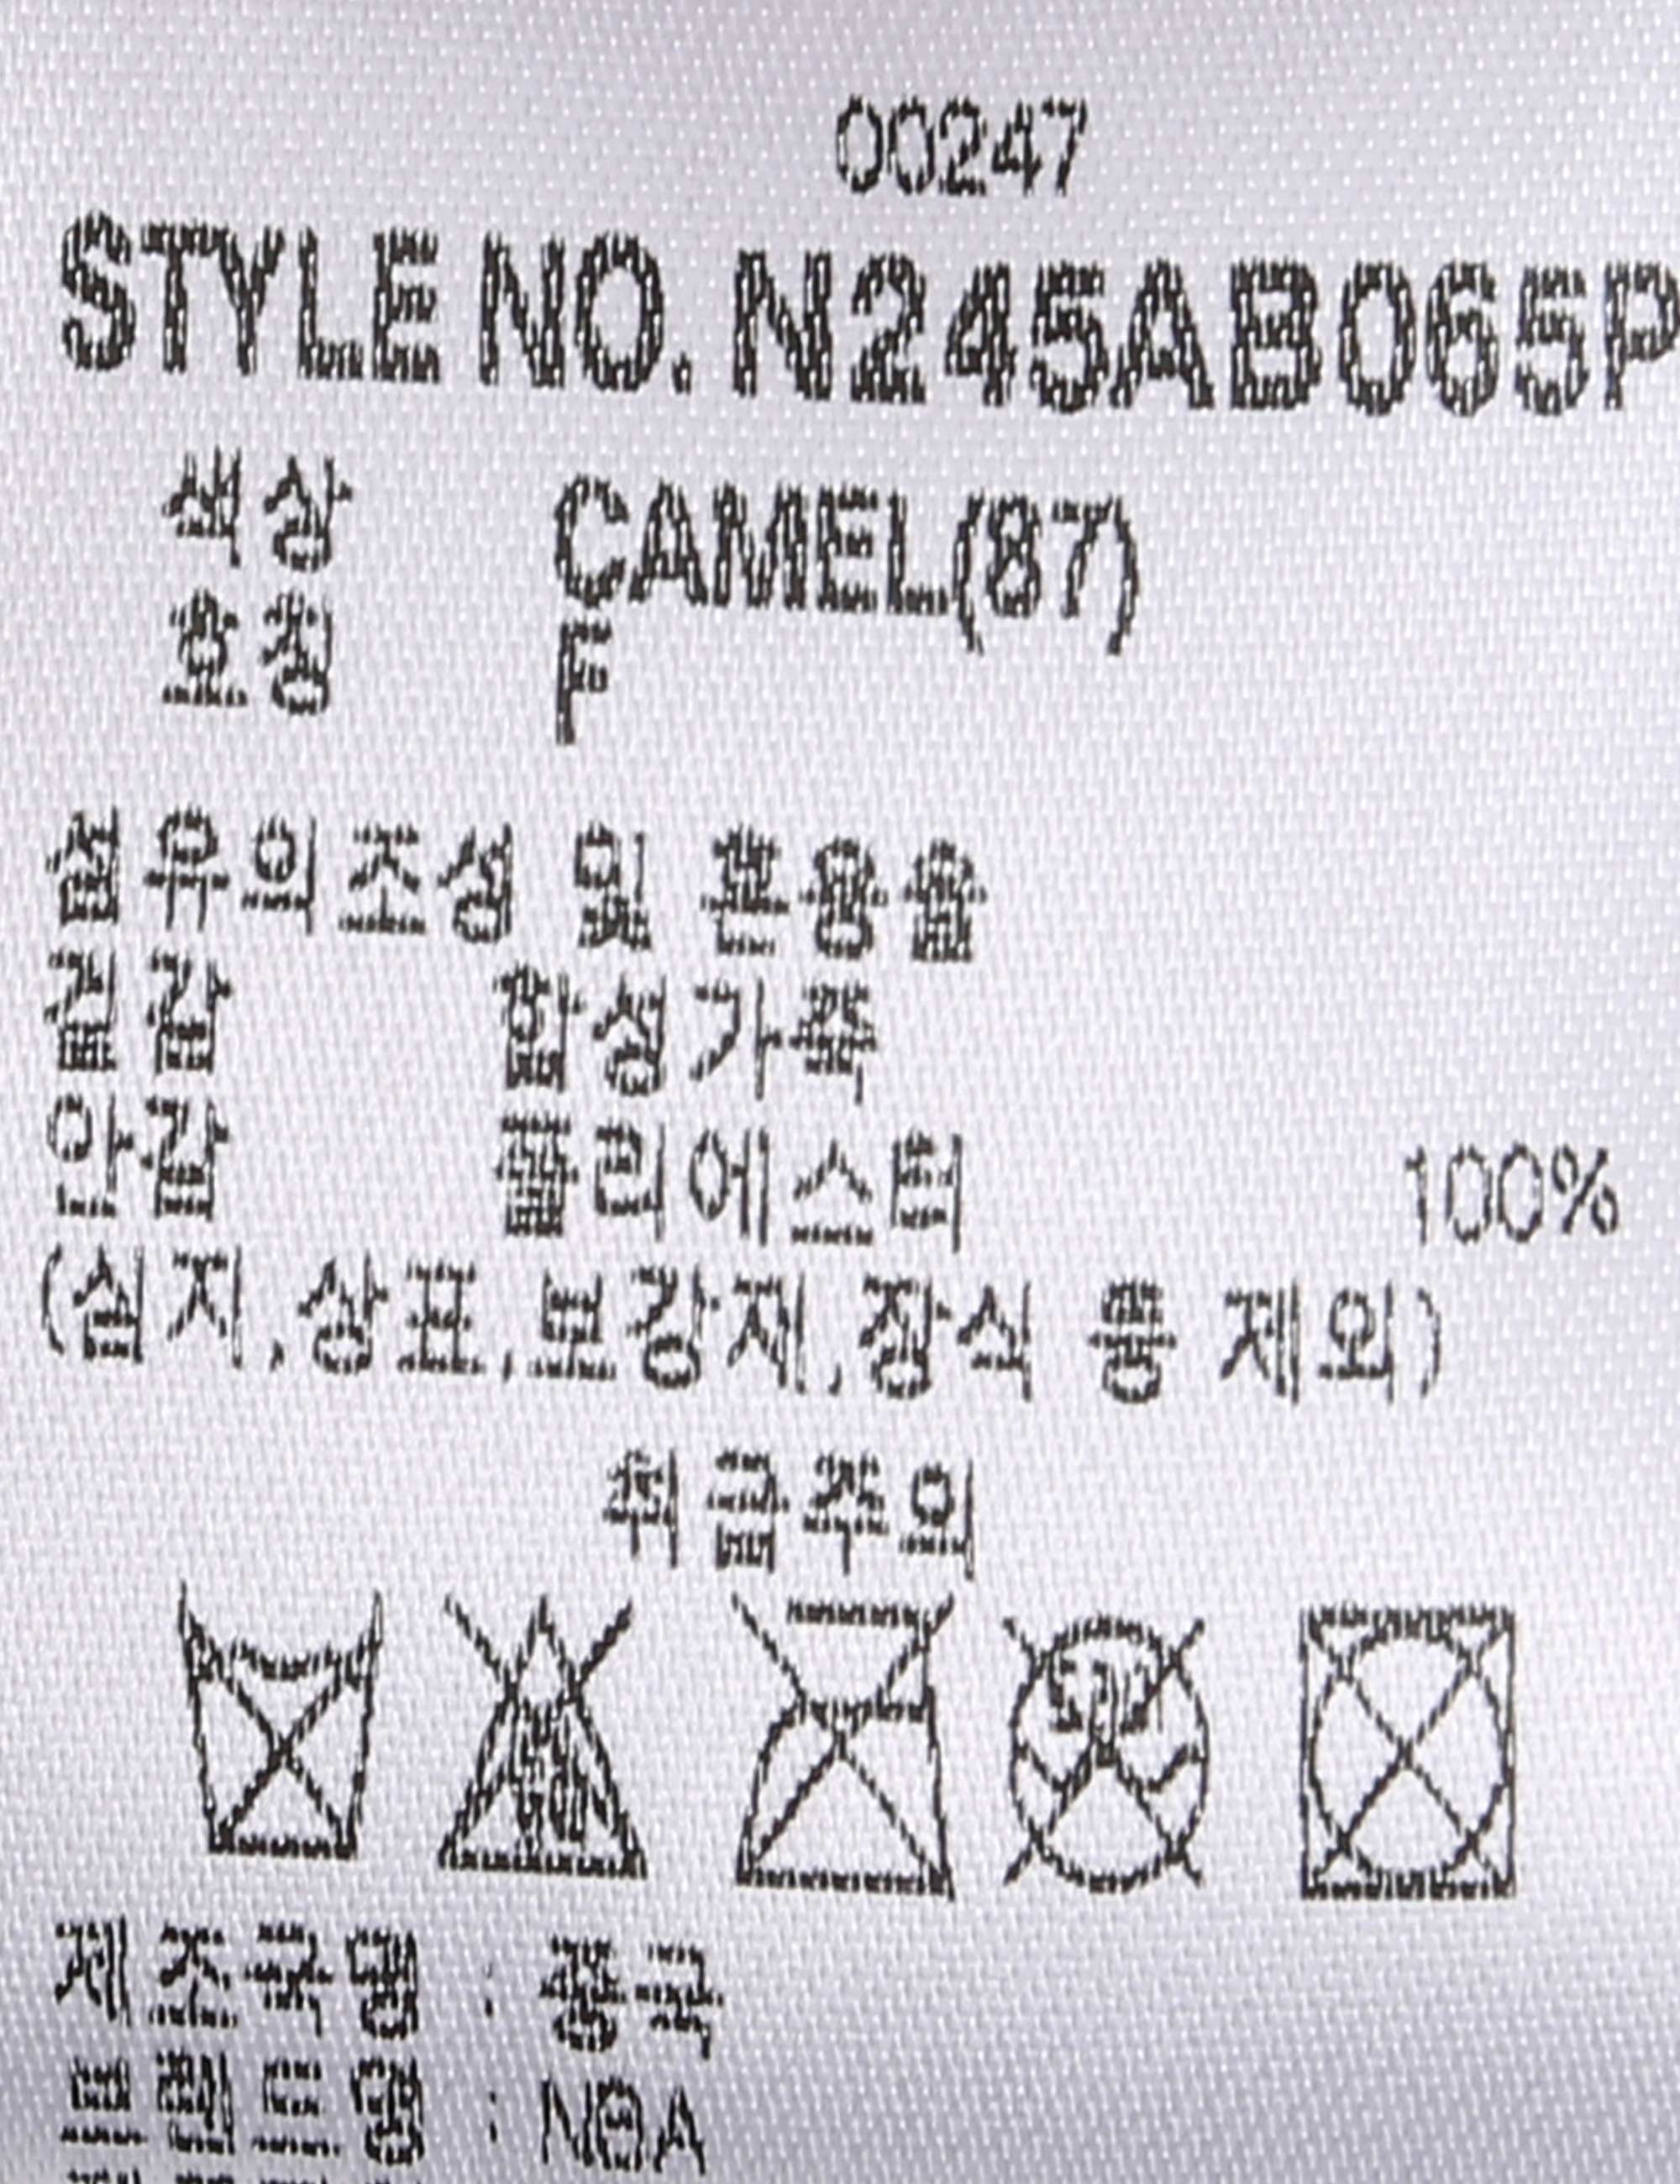 00247
STYLE NO. N245AB065P
색상 CAMEL(87)
호칭 F
섬유의조성 및 혼용율
겉감 합성가죽
안감 폴리에스터 100%
(심지,상표,보강재,장식 등 제외)
취급주의
제조국명 : 중국
브랜드명 : NBA